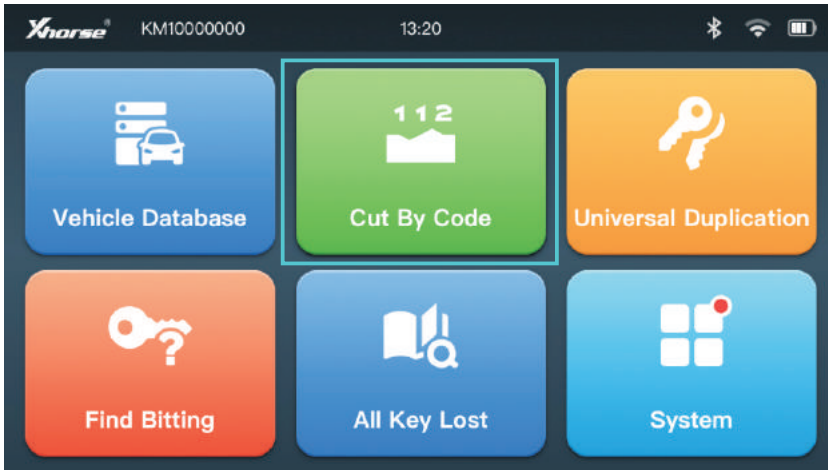 Xhorse® KM10000000 13:20
112
Vehicle Database Cut By Code Universal Duplication
?
Find Bitting All Key Lost System